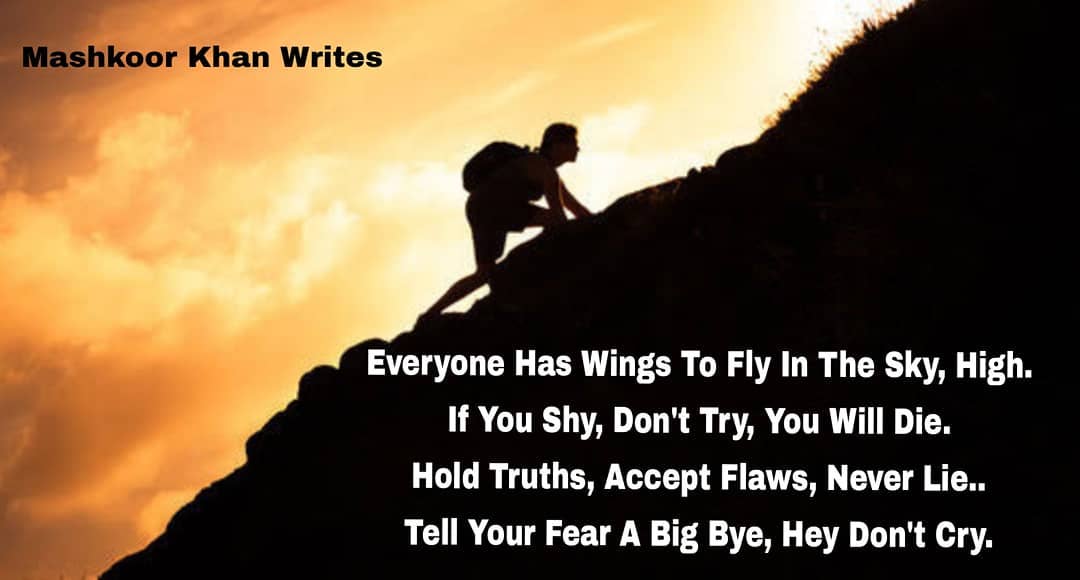 Mashkoor Khan Writes
Everyone Has Wings To Fly In The Sky, High.
If You Shy, Don't Try, You Will Die.
Hold Truths, Accept Flaws, Never Lie..
Tell Your Fear A Big Bye, Hey Don't Cry.